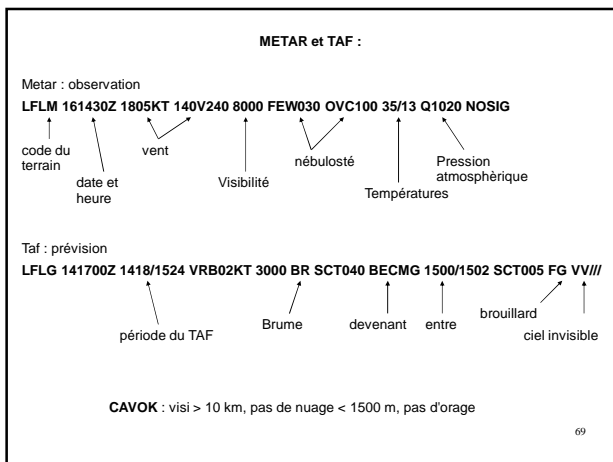 METAR et TAF :
Metar : observation
LFLM 161430Z 1805KT 140V240 8000 FEW030 OVC100 35/13 Q1020 NOSIG
code du
terrain
date et
heure
vent
Visibilité
nébulosté
Températures
Pression
atmosphèrique
Taf : prévision
LFLG 141700Z 1418/1524 VRB02KT 3000 BR SCT040 BECMG 1500/1502 SCT005 FG VV///
période du TAF
Brume
devenant
entre
brouillard
ciel invisible
CAVOK : visi > 10 km, pas de nuage < 1500 m, pas d'orage
69